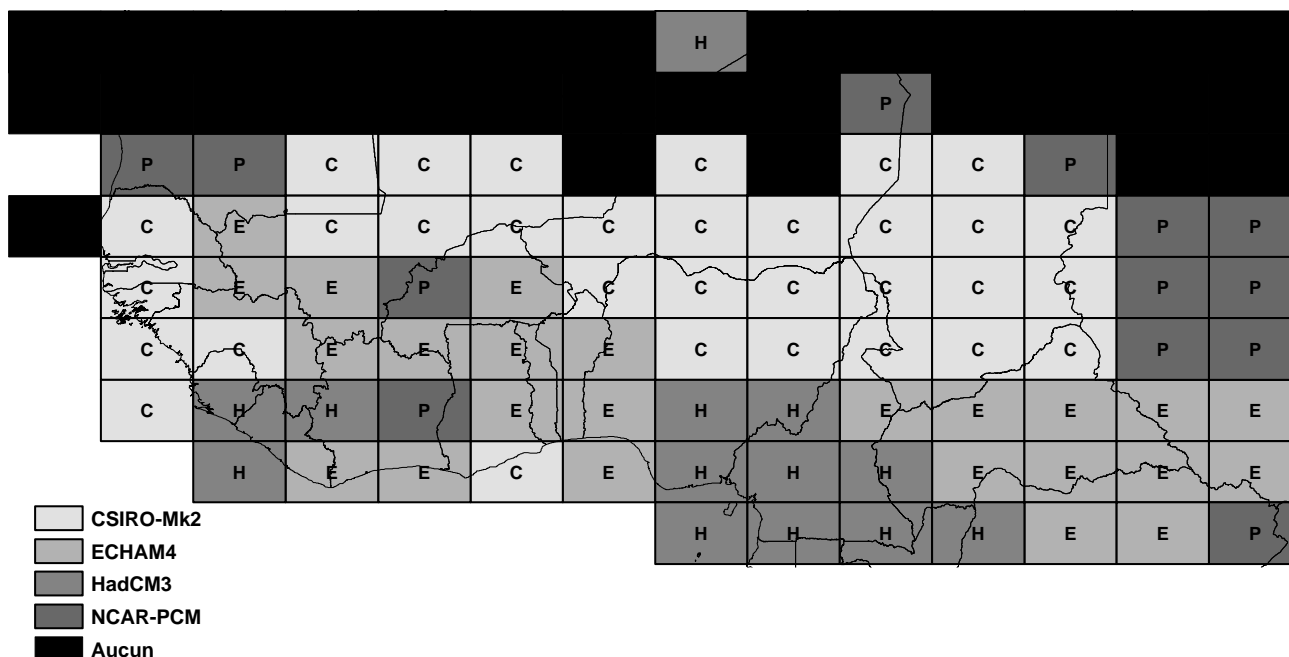 H
P
P P C C C C C C P
C E C C C C C C C C C P P
C E E P E C C C C C C P P
C C E E E E C C C C C P P
C H H P E E H H E E E E E
H E E C E H H H E E E E
H H H H E E P
CSIRO-Mk2
ECHAM4
HadCM3
NCAR-PCM
Aucun